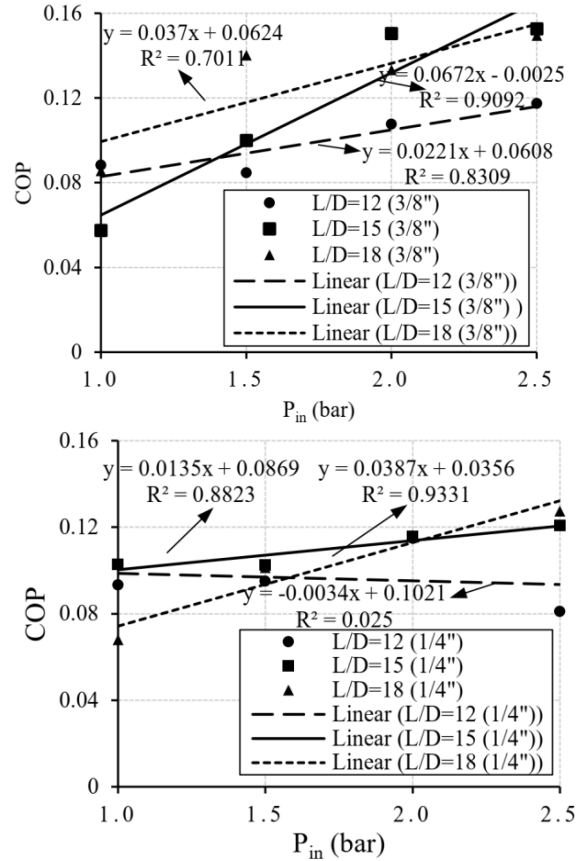 0.16
y = 0.037x + 0.0624
R² = 0.7011
0.12
y = 0.0672x - 0.0025
R² = 0.9092
COP
0.08
y = 0.0221x + 0.0608
R² = 0.8309
L/D=12 (3/8")
L/D=15 (3/8")
0.04
L/D=18 (3/8")
Linear (L/D=12 (3/8"))
Linear (L/D=15 (3/8") )
Linear (L/D=18 (3/8"))
0
1.0 1.5 2.0 2.5
Pin (bar)
0.16
y = 0.0135x + 0.0869 y = 0.0387x + 0.0356
R² = 0.8823 R² = 0.9331
0.12
COP
y = -0.0034x + 0.1021
0.08
R² = 0.025
L/D=12 (1/4")
L/D=15 (1/4")
L/D=18 (1/4")
0.04
Linear (L/D=12 (1/4"))
Linear (L/D=15 (1/4"))
Linear (L/D=18 (1/4"))
0
1.0 1.5 2.0 2.5
Pin (bar)